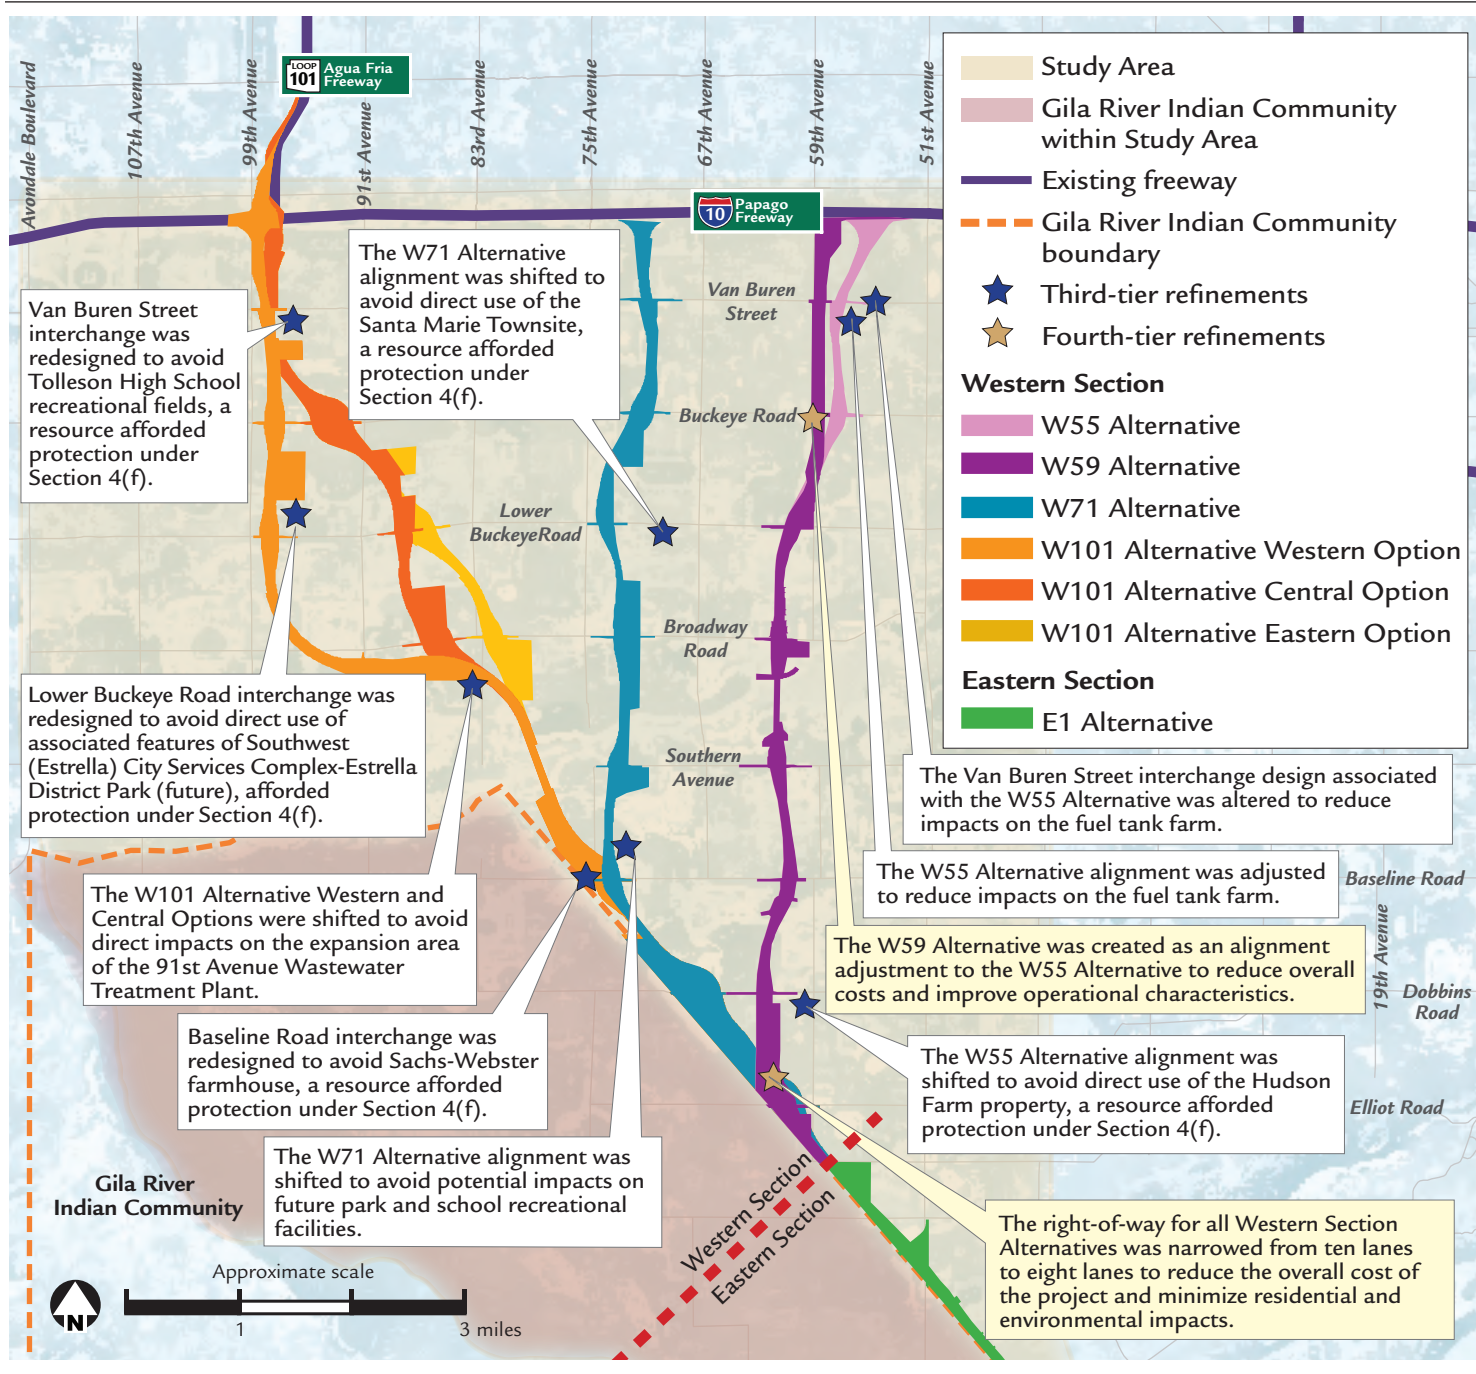 LOOP
101
Agua Fria
Freeway
Avondale Boulevard
107th Avenue
99th Avenue
91st Avenue
83rd Avenue
75th Avenue
67th Avenue
59th Avenue
51st Avenue
10
Papago
Freeway
Study Area
Gila River Indian Community
within Study Area
Existing freeway
Gila River Indian Community
boundary
Third-tier refinements
Fourth-tier refinements
Western Section
W55 Alternative
W59 Alternative
W71 Alternative
W101 Alternative Western Option
W101 Alternative Central Option
W101 Alternative Eastern Option
Eastern Section
E1 Alternative
Van Buren Street
interchange was
redesigned to avoid
Tolleson High School
recreational fields, a
resource afforded
protection under
Section 4(f).
The W71 Alternative
alignment was shifted to
avoid direct use of the
Santa Marie Townsite,
a resource afforded
protection under
Section 4(f).
Van Buren
Street
Buckeye Road
Lower
BuckeyeRoad
Broadway
Road
Southern
Avenue
Lower Buckeye Road interchange was
redesigned to avoid direct use of
associated features of Southwest
(Estrella) City Services Complex-Estrella
District Park (future), afforded
protection under Section 4(f).
The Van Buren Street interchange design associated
with the W55 Alternative was altered to reduce
impacts on the fuel tank farm.
The W55 Alternative alignment was adjusted
to reduce impacts on the fuel tank farm.
Baseline Road
The W101 Alternative Western and
Central Options were shifted to avoid
direct impacts on the expansion area
of the 91st Avenue Wastewater
Treatment Plant.
The W59 Alternative was created as an alignment
adjustment to the W55 Alternative to reduce overall
costs and improve operational characteristics.
19th Avenue
Dobbins
Road
Baseline Road interchange was
redesigned to avoid Sachs-Webster
farmhouse, a resource afforded
protection under Section 4(f).
The W55 Alternative alignment was
shifted to avoid direct use of the Hudson
Farm property, a resource afforded
protection under Section 4(f).
Elliot Road
The W71 Alternative alignment was
shifted to avoid potential impacts on
future park and school recreational
facilities.
Gila River
Indian Community
Western Section
Eastern Section
The right-of-way for all Western Section
Alternatives was narrowed from ten lanes
to eight lanes to reduce the overall cost of
the project and minimize residential and
environmental impacts.
Approximate scale
N
1
3 miles